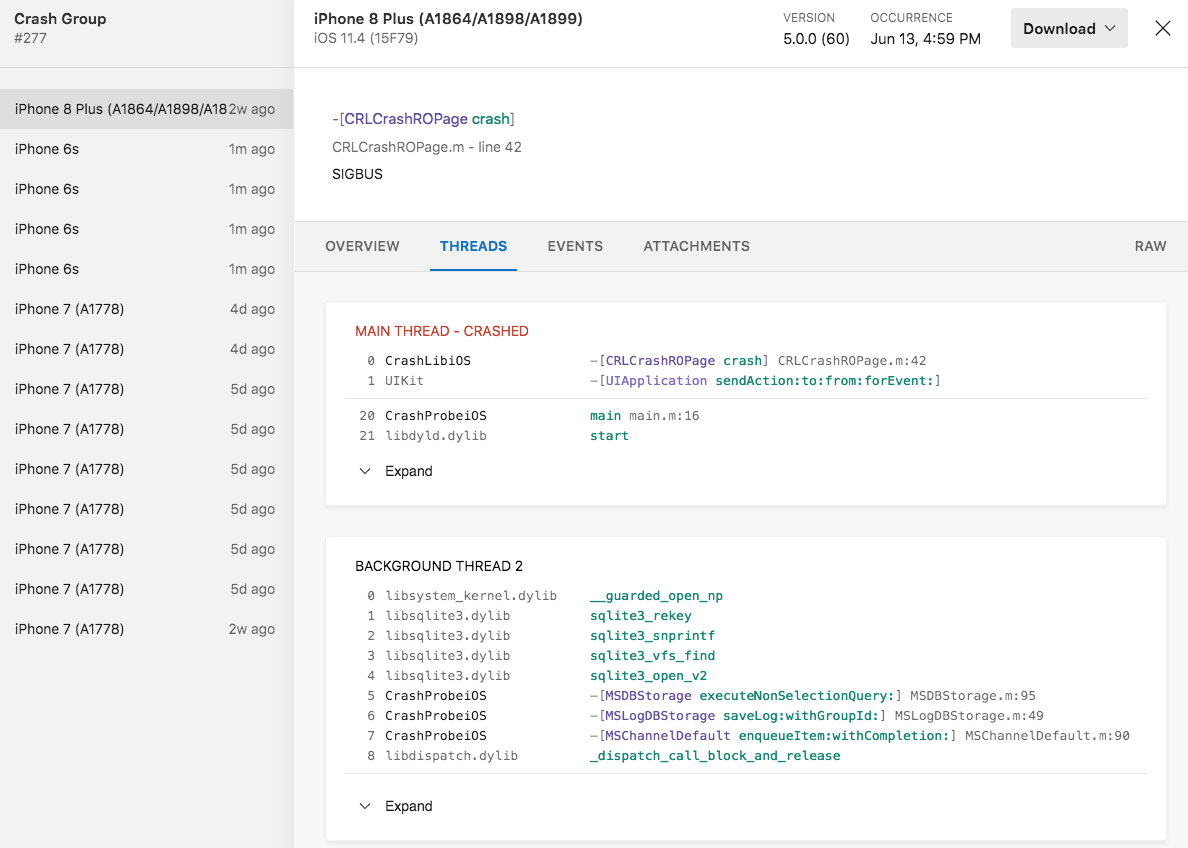 Crash Group
#277
iPhone 8 Plus (A1864/A1898/A18 2w ago
iPhone 6s 1m ago
iPhone 6s 1m ago
iPhone 6s 1m ago
iPhone 6s 1m ago
iPhone 7 (A1778) 4d ago
iPhone 7 (A1778) 4d ago
iPhone 7 (A1778) 5d ago
iPhone 7 (A1778) 5d ago
iPhone 7 (A1778) 5d ago
iPhone 7 (A1778) 5d ago
iPhone 7 (A1778) 5d ago
iPhone 7 (A1778) 5d ago
iPhone 7 (A1778) 2w ago
iPhone 8 Plus (A1864/A1898/A1899)
iOS 11.4 (15F79)
VERSION
5.0.0 (60)
OCCURRENCE
Jun 13, 4:59 PM
Download
-[CRLCrashROPage crash]
CRLCrashROPage.m - line 42
SIGBUS
OVERVIEW THREADS EVENTS ATTACHMENTS RAW
MAIN THREAD - CRASHED
0 CrashLibiOS -[CRLCrashROPage crash] CRLCrashROPage.m:42
1 UIKit -[UIApplication sendAction:to:from:forEvent:]
20 CrashProbeiOS main main.m:16
21 libdyld.dylib start
Expand
BACKGROUND THREAD 2
0 libsystem_kernel.dylib __guarded_open_np
1 libsqlite3.dylib sqlite3_rekey
2 libsqlite3.dylib sqlite3_snprintf
3 libsqlite3.dylib sqlite3_vfs_find
4 libsqlite3.dylib sqlite3_open_v2
5 CrashProbeiOS -[MSDBStorage executeNonSelectionQuery:] MSDBStorage.m:95
6 CrashProbeiOS -[MSLogDBStorage saveLog:withGroupId:] MSLogDBStorage.m:49
7 CrashProbeiOS -[MSChannelDefault enqueueItem:withCompletion:] MSChannelDefault.m:90
8 libdispatch.dylib _dispatch_call_block_and_release
Expand